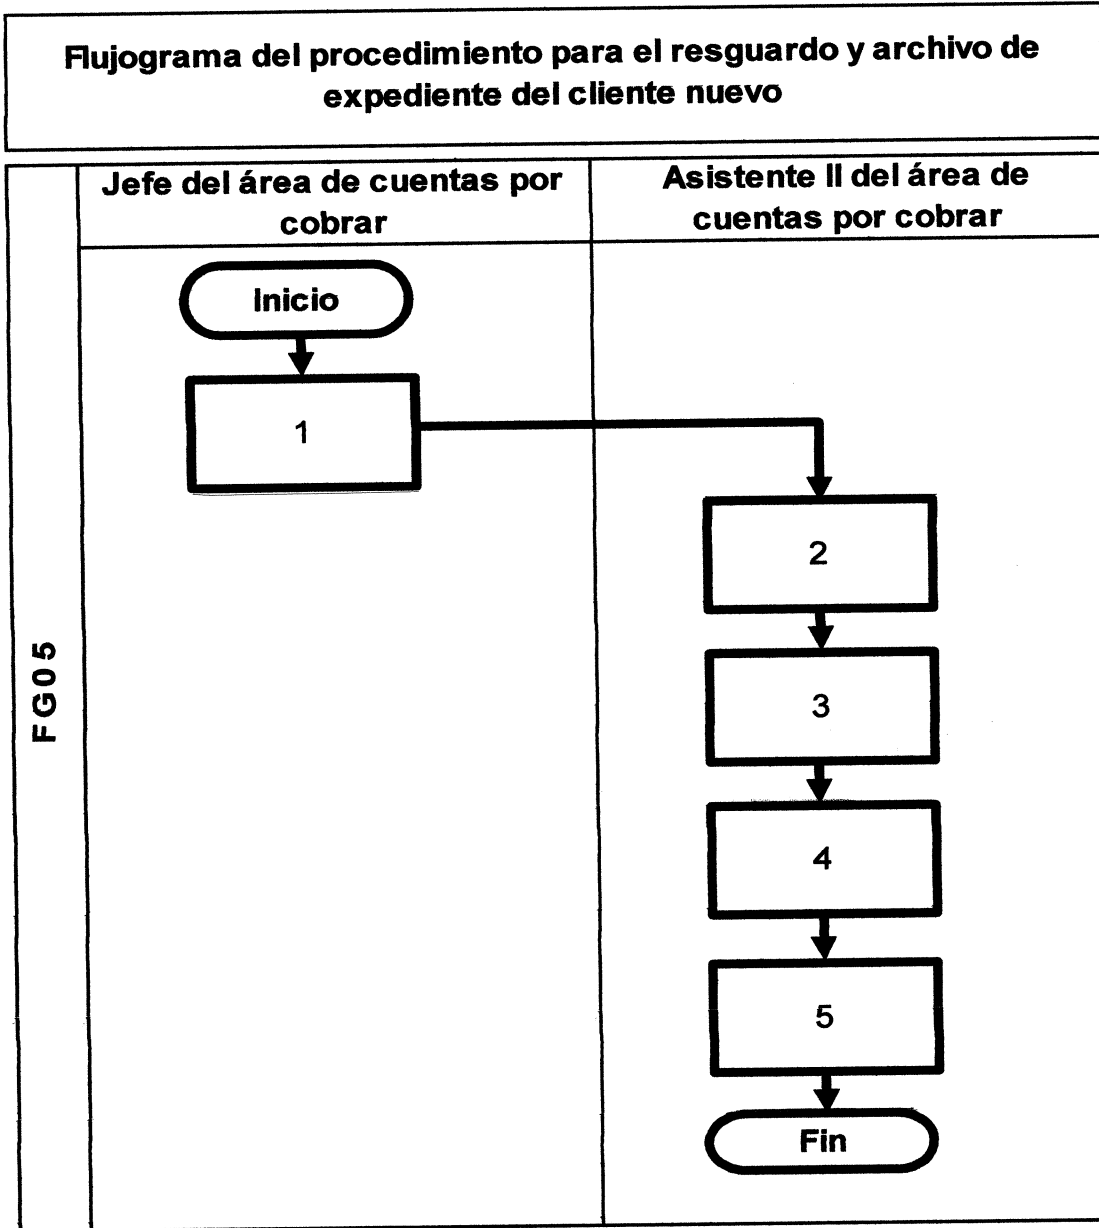 Flujograma del procedimiento para el resguardo y archivo de
expediente del cliente nuevo
Jefe del área de cuentas por
cobrar
Asistente II del área de
cuentas por cobrar
FG05
Inicio
1
2
3
4
5
Fin